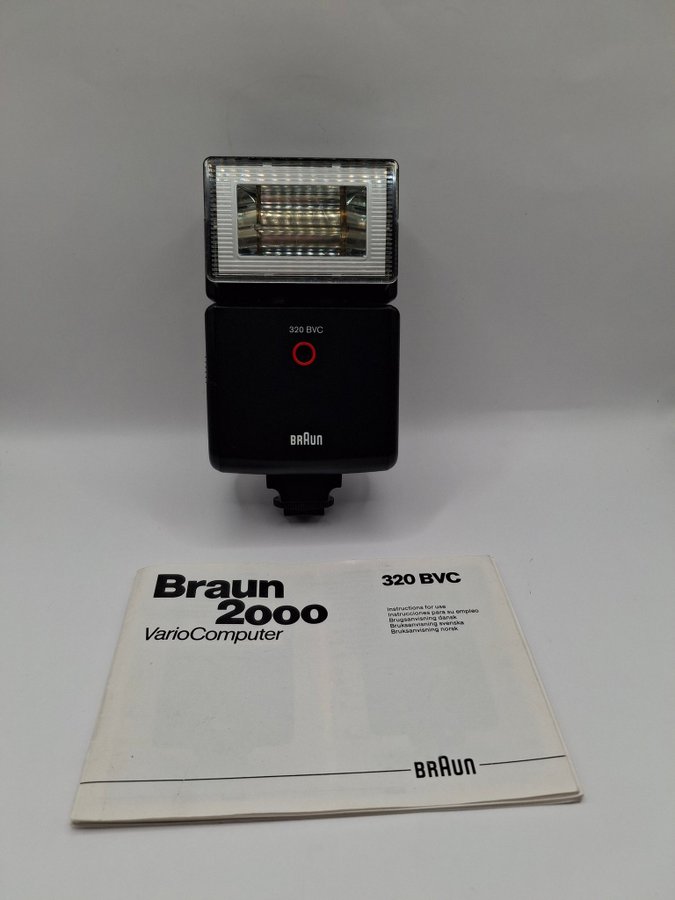 320 BVC
BRAUN
Braun
2000
VarioComputer
320 BVC
Instructions for use
Instrucciones para su empleo
Brugsanvisning dansk
Bruksanvisning svenska
Bruksanvisning norsk
BRAUN